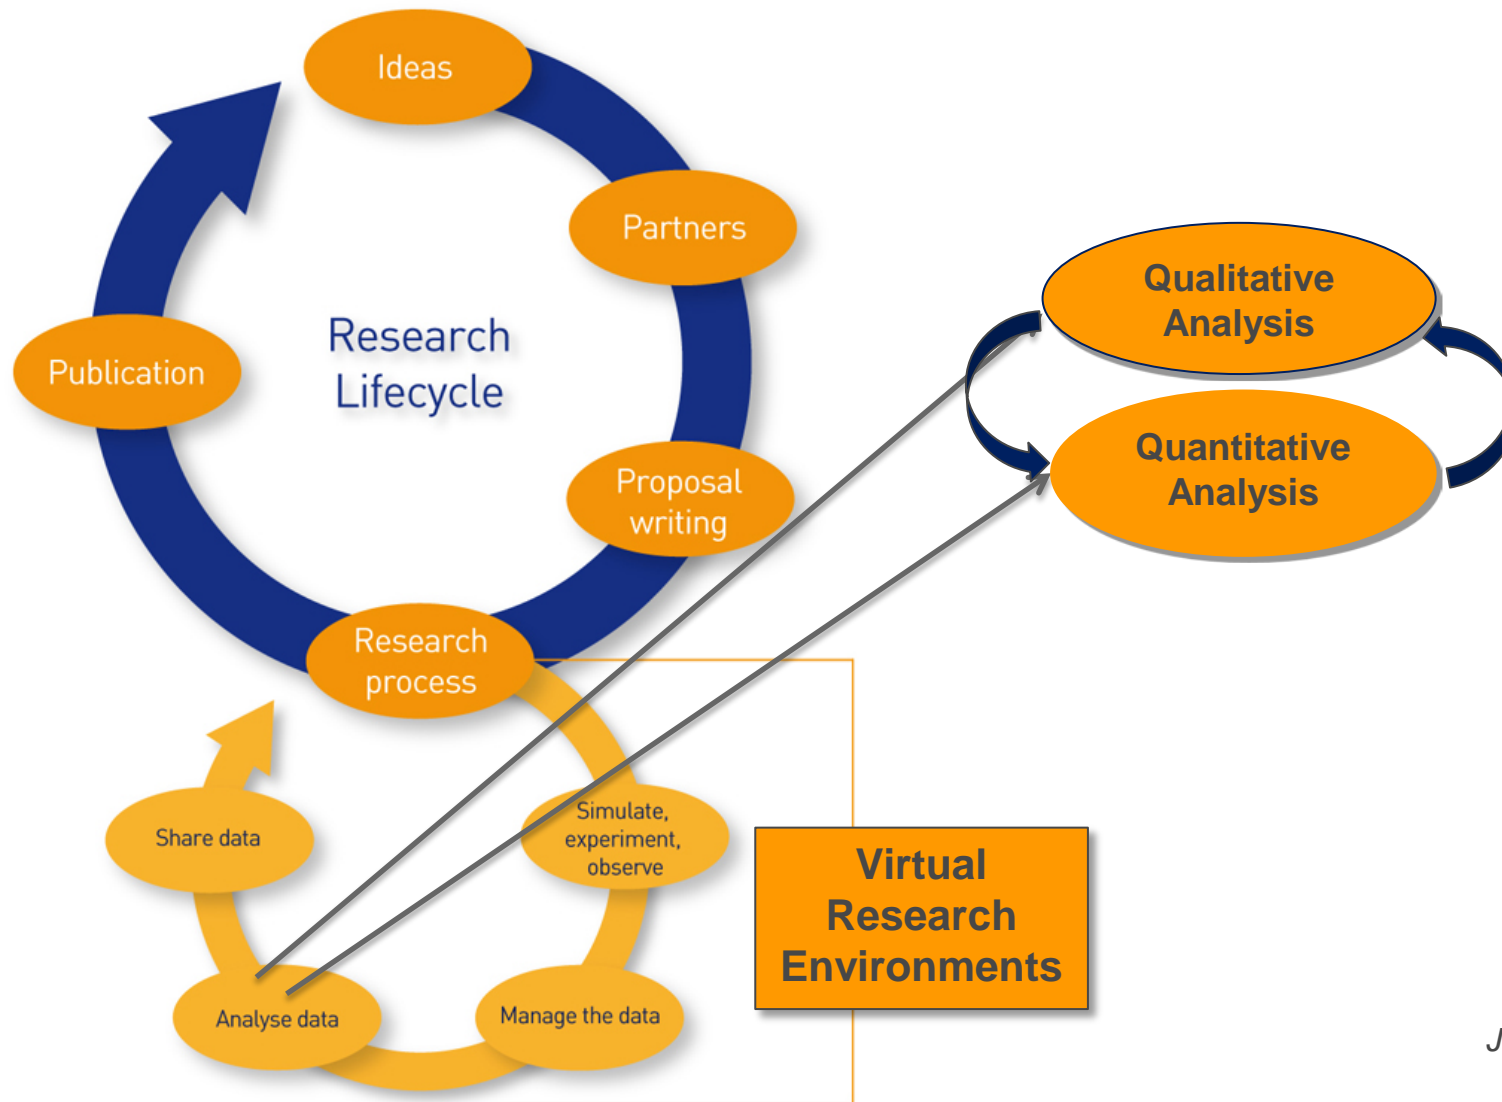 Ideas
Partners
Research
Lifecycle
Publication
Proposal
writing
Research
process
Simulate,
experiment,
observe
Share data
Manage the data
Analyse data
Qualitative
Analysis
Quantitative
Analysis
Virtual
Research
Environments
J